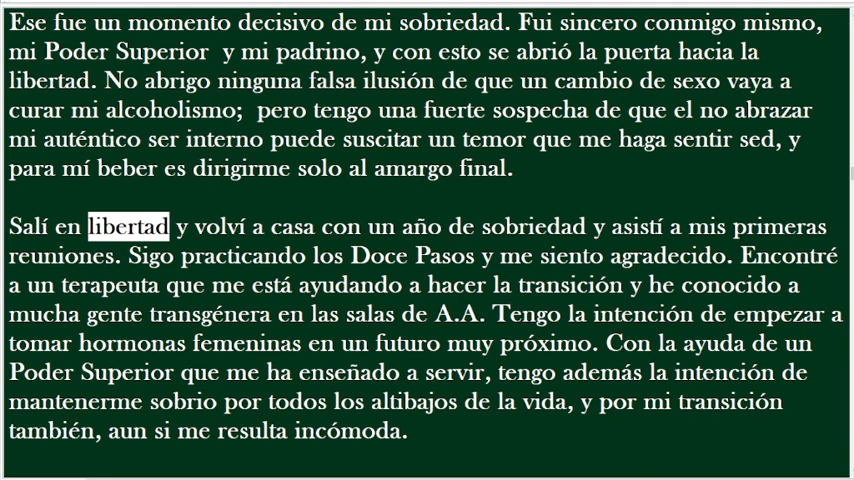 Ese fue un momento decisivo de mi sobriedad. Fui sincero conmigo mismo,
mi Poder Superior  y mi padrino, y con esto se abrió la puerta hacia la
libertad. No abrigo ninguna falsa ilusión de que un cambio de sexo vaya a
curar mi alcoholismo;  pero tengo una fuerte sospecha de que el no abrazar
mi auténtico ser interno puede suscitar un temor que me haga sentir sed, y
para mí beber es dirigirme solo al amargo final.

Salí en libertad y volví a casa con un año de sobriedad y asistí a mis primeras
reuniones. Sigo practicando los Doce Pasos y me siento agradecido. Encontré
a un terapeuta que me está ayudando a hacer la transición y he conocido a
mucha gente transgénera en las salas de A.A. Tengo la intención de empezar a
tomar hormonas femeninas en un futuro muy próximo. Con la ayuda de un
Poder Superior que me ha enseñado a servir, tengo además la intención de
mantenerme sobrio por todos los altibajos de la vida, y por mi transición
también, aun si me resulta incómoda.